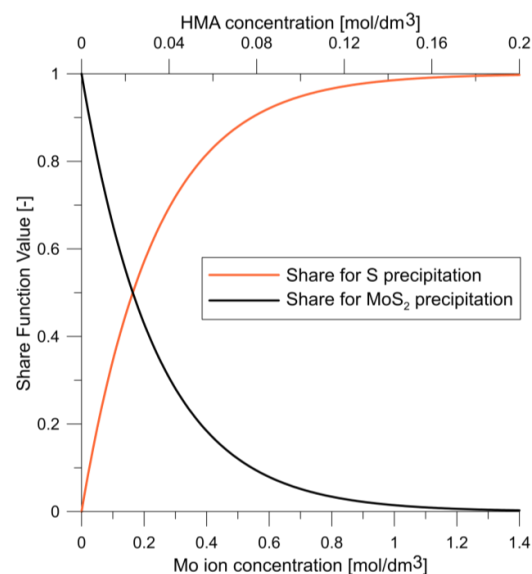 HMA concentration [mol/dm³]
0 0.04 0.08 0.12 0.16 0.2
Share Function Value [-]
1
0.8
0.6
0.4
0.2
0
Share for S precipitation
Share for MoS₂ precipitation
0 0.2 0.4 0.6 0.8 1 1.2 1.4
Mo ion concentration [mol/dm³]